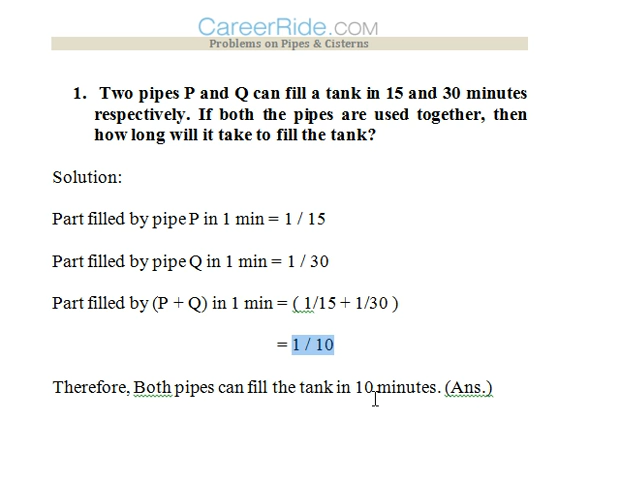 CareerRide.COM
Problems on Pipes & Cisterns
1. Two pipes P and Q can fill a tank in 15 and 30 minutes
respectively. If both the pipes are used together, then
how long will it take to fill the tank?
Solution:
Part filled by pipe P in 1 min = 1 / 15
Part filled by pipe Q in 1 min = 1 / 30
Part filled by (P + Q) in 1 min = ( 1/15 + 1/30 )
= 1 / 10
Therefore, Both pipes can fill the tank in 10 minutes. (Ans.)